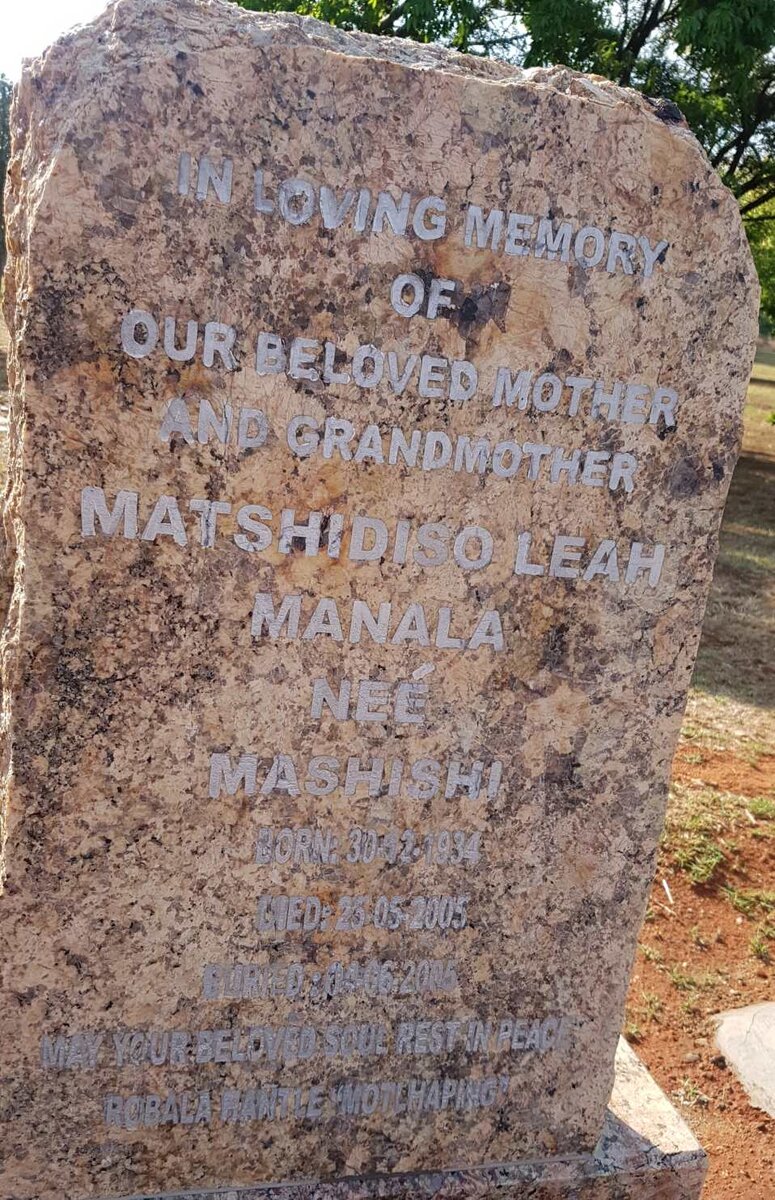 IN LOVING MEMORY
OF
OUR BELOVED MOTHER
AND GRANDMOTHER
MATSHIDISO LEAH
MANALA
NEÉ
MASHISHI
BORN: 30-12-1934
DIED: 25-05-2005
BURIED: 04-06-2005
MAY YOUR BELOVED SOUL REST IN PEACE
ROBALA HANTLE "MOTLHAPING"